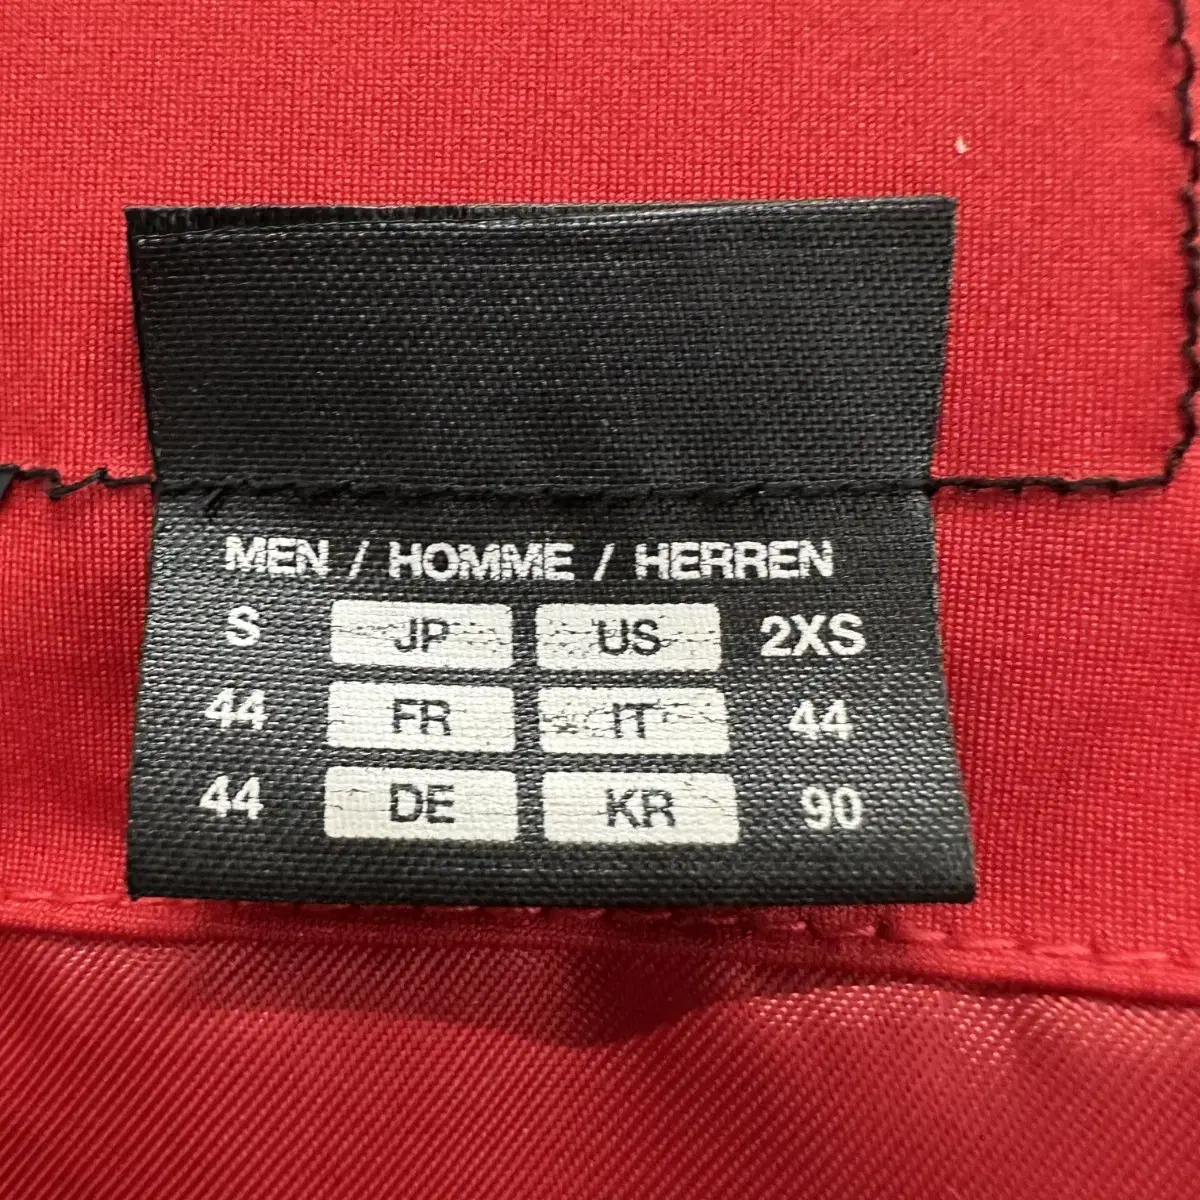 MEN / HOMME / HERREN
S JP US 2XS
44 FR IT 44
44 DE KR 90